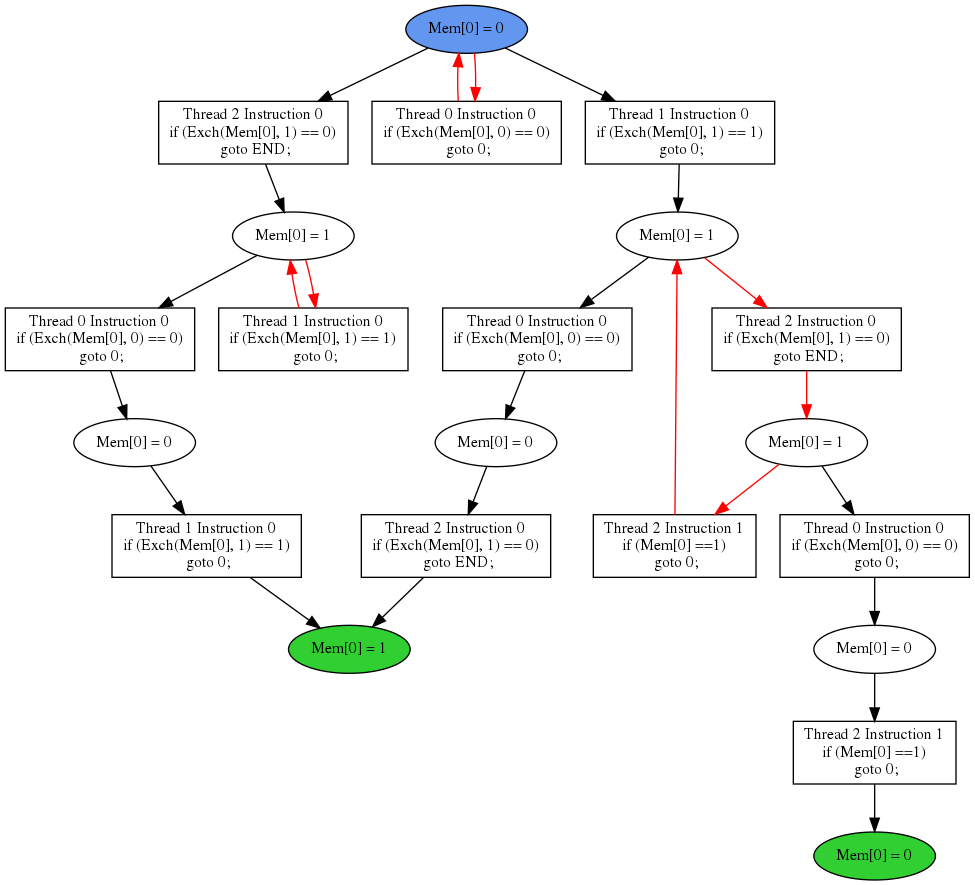 Mem[0] = 0
Thread 2 Instruction 0
if (Exch(Mem[0], 1) == 0)
goto END;
Thread 0 Instruction 0
if (Exch(Mem[0], 0) == 0)
goto 0;
Thread 1 Instruction 0
if (Exch(Mem[0], 1) == 1)
goto 0;
Mem[0] = 1
Mem[0] = 1
Thread 0 Instruction 0
if (Exch(Mem[0], 0) == 0)
goto 0;
Thread 1 Instruction 0
if (Exch(Mem[0], 1) == 1)
goto 0;
Thread 0 Instruction 0
if (Exch(Mem[0], 0) == 0)
goto 0;
Thread 2 Instruction 0
if (Exch(Mem[0], 1) == 0)
goto END;
Mem[0] = 0
Mem[0] = 0
Mem[0] = 1
Thread 1 Instruction 0
if (Exch(Mem[0], 1) == 1)
goto 0;
Thread 2 Instruction 0
if (Exch(Mem[0], 1) == 0)
goto END;
Thread 2 Instruction 1
if (Mem[0] ==1)
goto 0;
Thread 0 Instruction 0
if (Exch(Mem[0], 0) == 0)
goto 0;
Mem[0] = 1
Mem[0] = 0
Thread 2 Instruction 1
if (Mem[0] ==1)
goto 0;
Mem[0] = 0